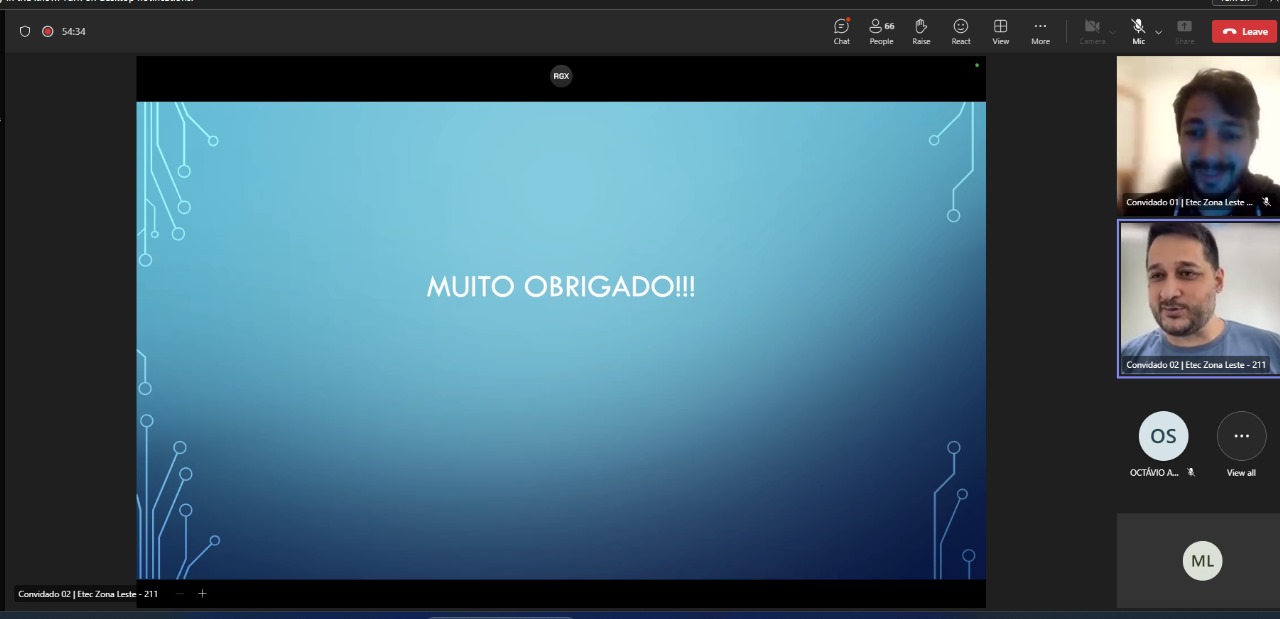 54:34
66
Chat
People
Raise
React
View
More
Camera
Mic
Share
Leave
RGX
MUITO OBRIGADO!!!
Convidado 01 | Etec Zona Leste ...
Convidado 02 | Etec Zona Leste - 211
OS
OCTÁVIO A...
View all
ML
Convidado 02 | Etec Zona Leste - 211